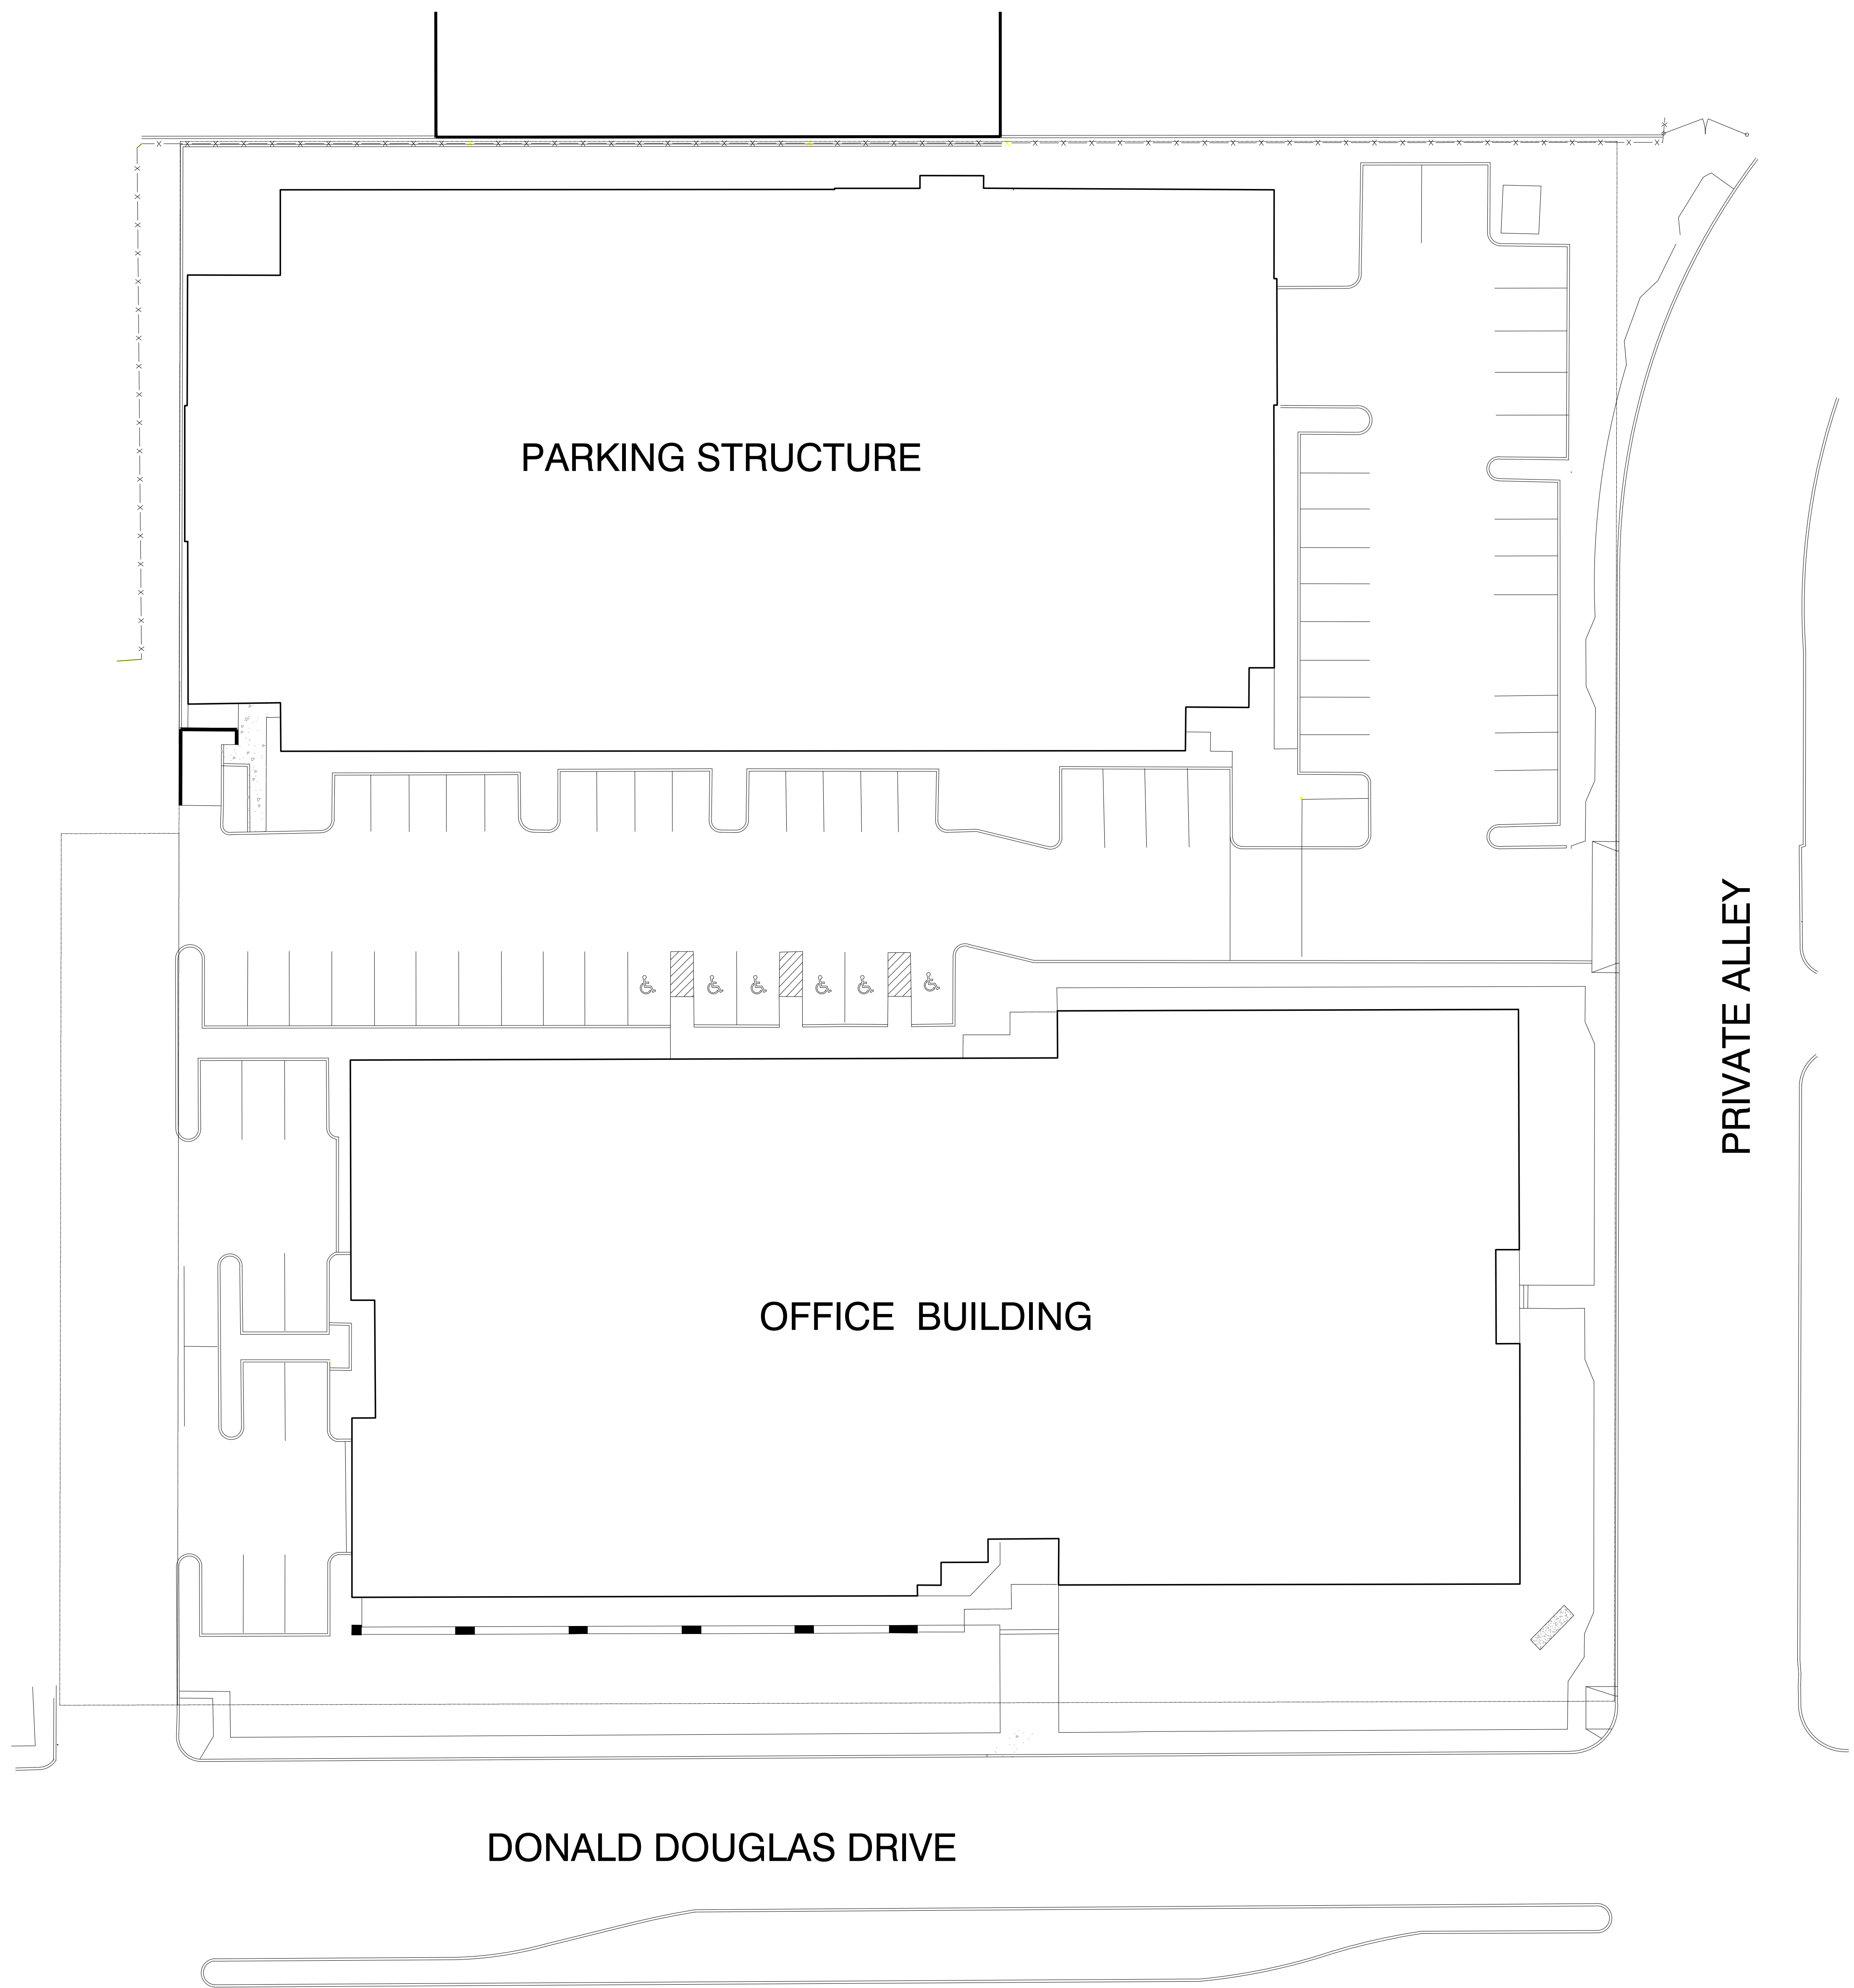 PARKING STRUCTURE
PRIVATE ALLEY
OFFICE  BUILDING
DONALD DOUGLAS DRIVE